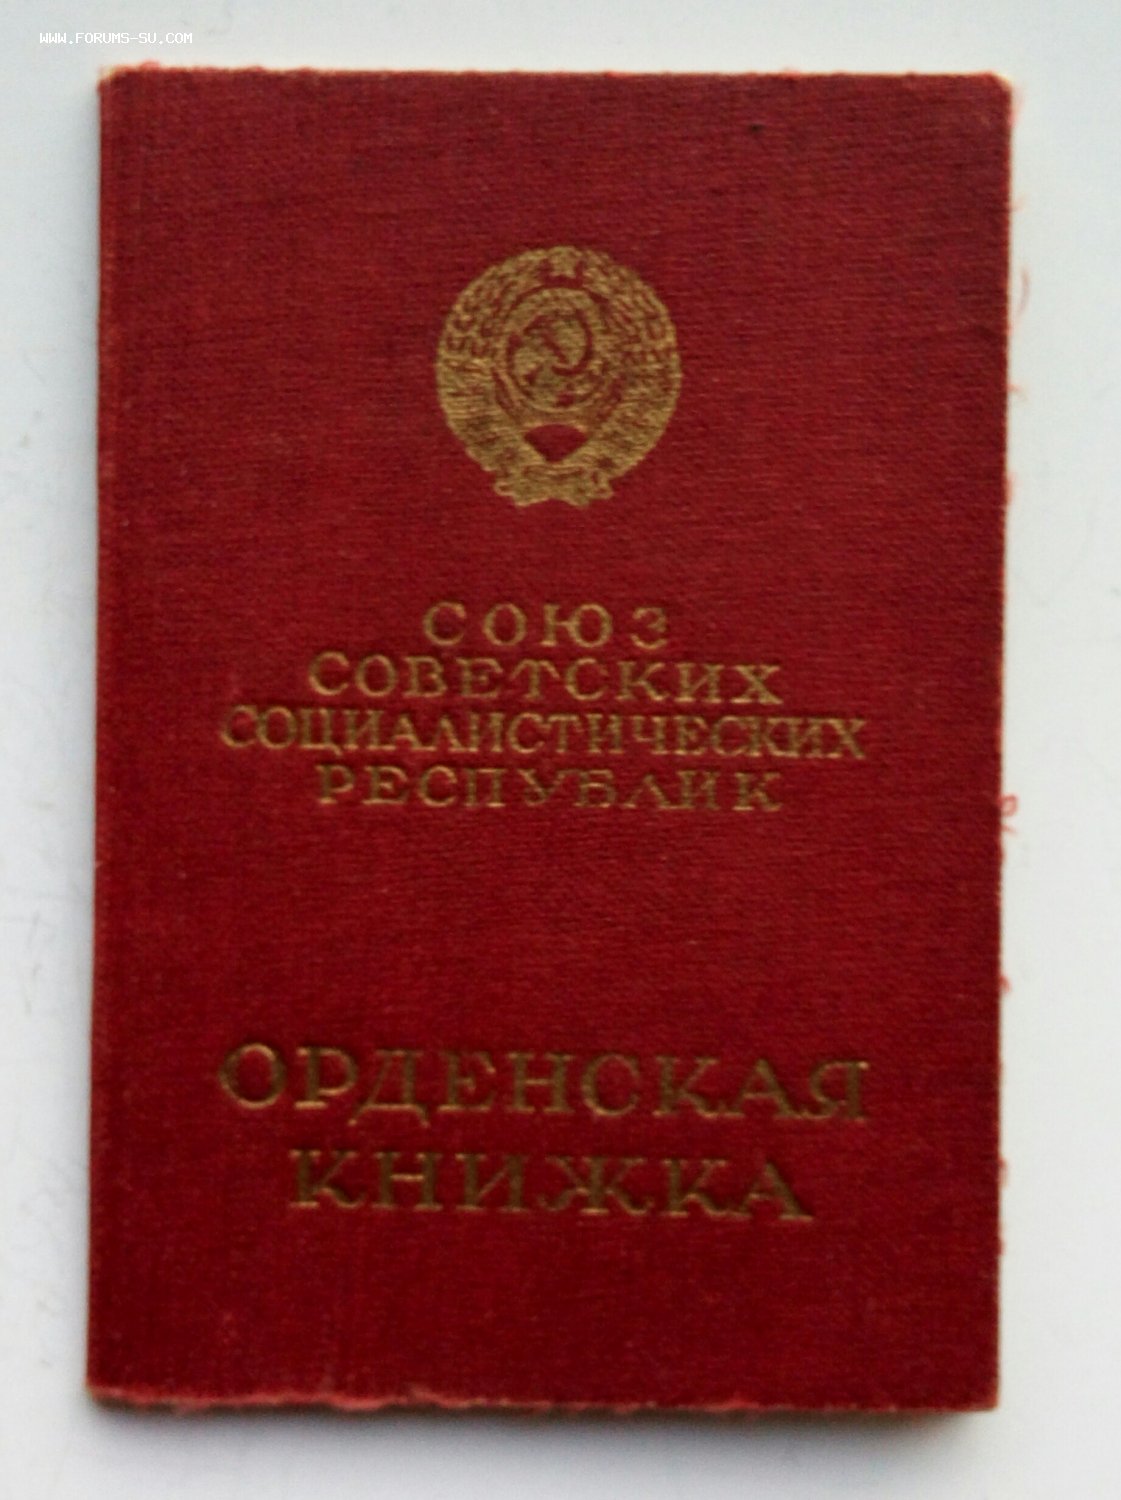 WWW.FORUMS-SU.COM
СОЮЗ
СОВЕТСКИХ
СОЦИАЛИСТИЧЕСКИХ
РЕСПУБЛИК
ОРДЕНСКАЯ
КНИЖКА